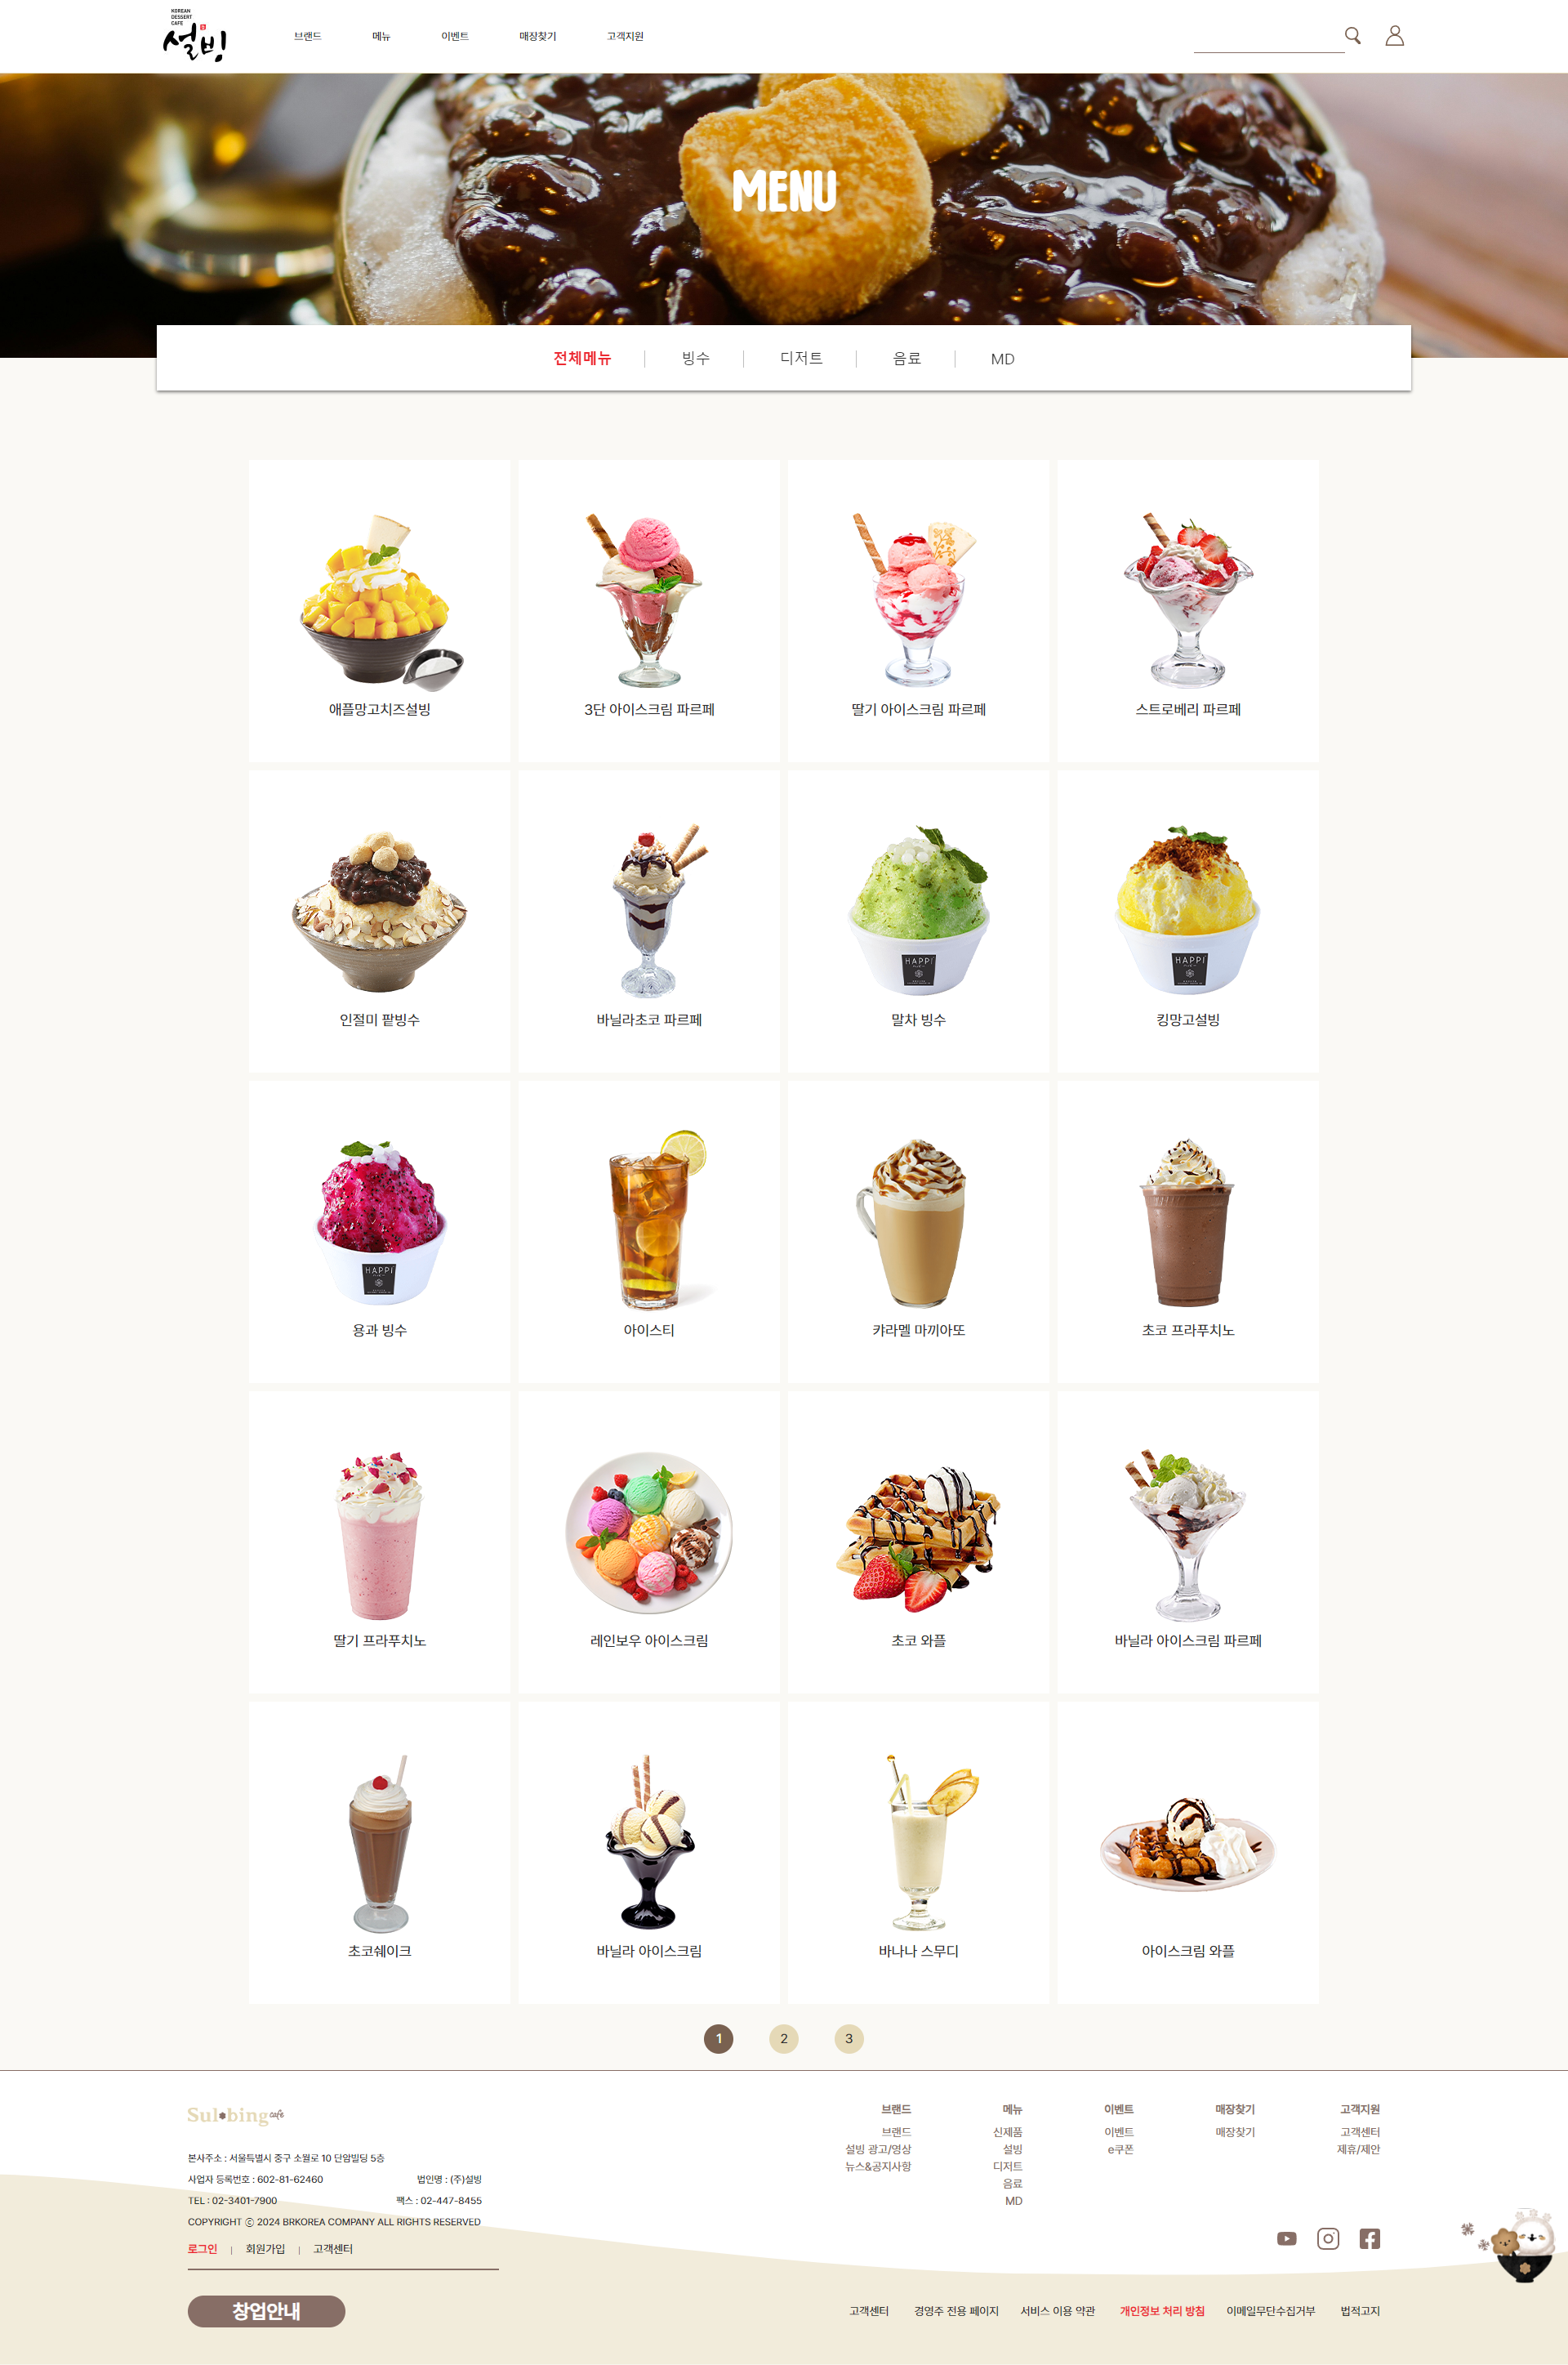 KOREAN
DESSERT
CAFE
설빙
브랜드 메뉴 이벤트 매장찾기 고객지원
MENU
전체메뉴 빙수 디저트 음료 MD
애플망고치즈설빙 3단 아이스크림 파르페 딸기 아이스크림 파르페 스트로베리 파르페
HAPPI HAPPI
인절미 팥빙수 바닐라초코 파르페 말차 빙수 킹망고설빙
HAPPI
용과 빙수 아이스티 캬라멜 마끼아또 초코 프라푸치노
딸기 프라푸치노 레인보우 아이스크림 초코 와플 바닐라 아이스크림 파르페
초코쉐이크 바닐라 아이스크림 바나나 스무디 아이스크림 와플
1 2 3
Sulbing cafe
본사주소 : 서울특별시 중구 소월로 10 단암빌딩 5층
사업자 등록번호 : 602-81-62460 법인명 : (주)설빙
TEL : 02-3401-7900 팩스 : 02-447-8455
COPYRIGHT ⓒ 2024 BRKOREA COMPANY ALL RIGHTS RESERVED
로그인 | 회원가입 | 고객센터
창업안내
브랜드 메뉴 이벤트 매장찾기 고객지원
브랜드 신제품 이벤트 매장찾기 고객센터
설빙 광고/영상 설빙 e쿠폰 제휴/제안
뉴스&공지사항 디저트
음료
MD
고객센터 경영주 전용 페이지 서비스 이용 약관 개인정보 처리 방침 이메일무단수집거부 법적고지